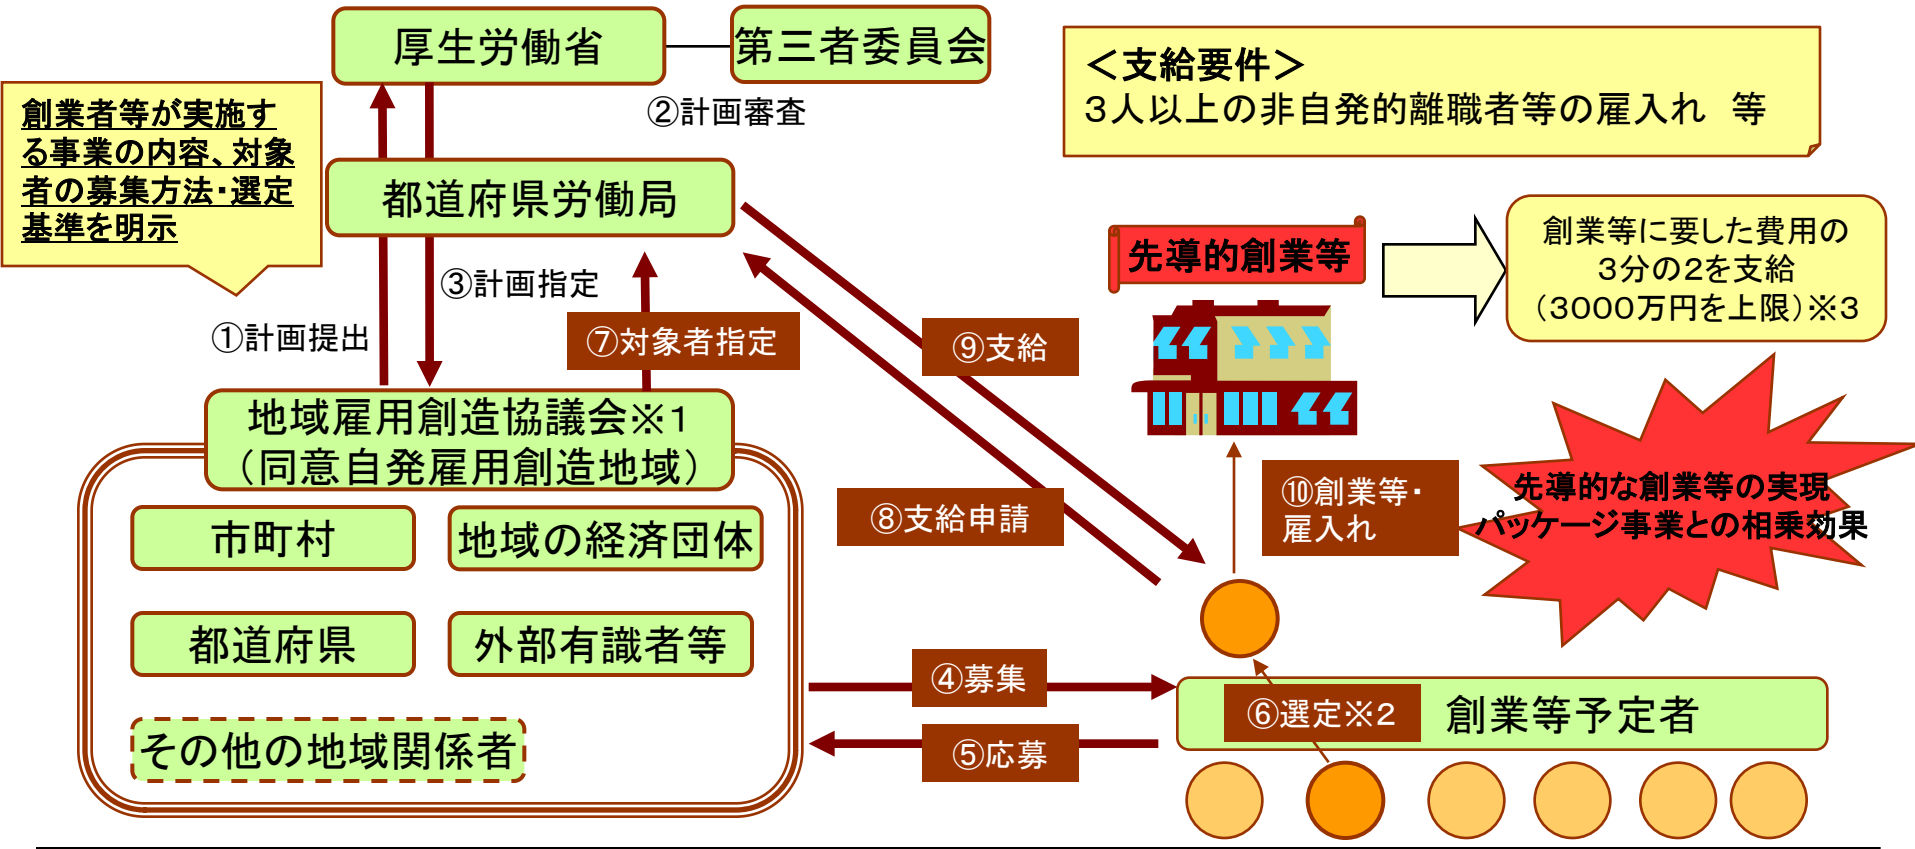 厚生労働省
第三者委員会
②計画審査
＜支給要件＞
３人以上の非自発的離職者等の雇入れ　等
創業者等が実施す
る事業の内容、対象
者の募集方法・選定
基準を明示
都道府県労働局
①計画提出
③計画指定
⑦対象者指定
⑨支給
⑧支給申請
先導的創業等
創業等に要した費用の
３分の２を支給
（３０００万円を上限）※３
地域雇用創造協議会※１
（同意自発雇用創造地域）
市町村
地域の経済団体
都道府県
外部有識者等
その他の地域関係者
⑩創業等・
雇入れ
先導的な創業等の実現
パッケージ事業との相乗効果
④募集
⑤応募
⑥選定※２
創業等予定者